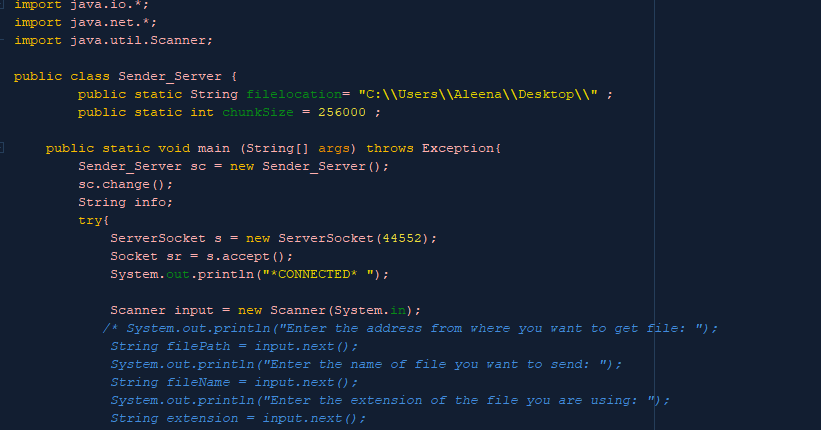 import java.io.*;
import java.net.*;
import java.util.Scanner;
public class Sender_Server {
public static String filelocation= "C:\\Users\\Aleena\\Desktop\\" ;
public static int chunkSize = 256000 ;
public static void main (String[] args) throws Exception{
Sender_Server sc = new Sender_Server();
sc.change();
String info;
try{
ServerSocket s = new ServerSocket(44552);
Socket sr = s.accept();
System.out.println("*CONNECTED* ");
Scanner input = new Scanner(System.in);
/* System.out.println("Enter the address from where you want to get file: ");
String filePath = input.next();
System.out.println("Enter the name of file you want to send: ");
String fileName = input.next();
System.out.println("Enter the extension of the file you are using: ");
String extension = input.next();